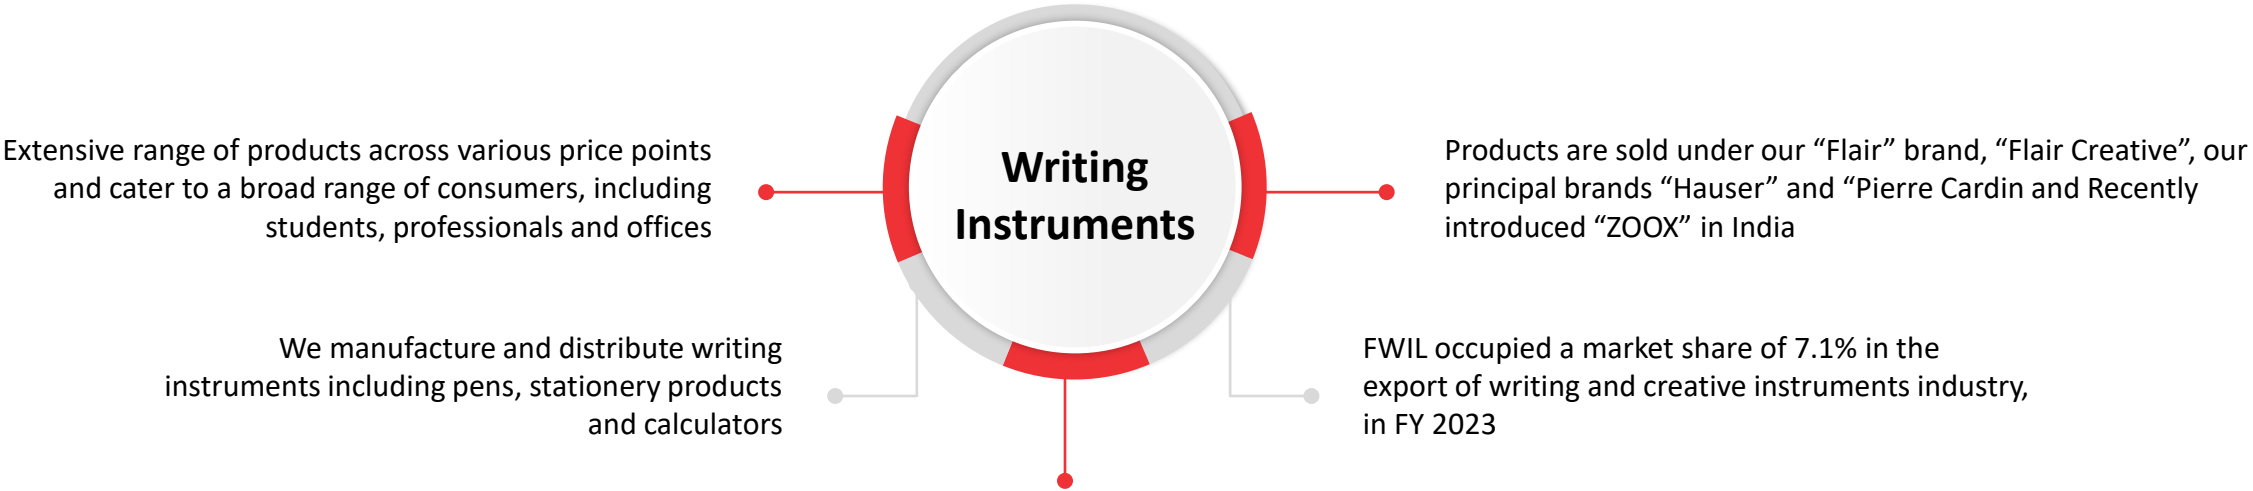 Writing
Instruments
Extensive range of products across various price points
and cater to a broad range of consumers, including
students, professionals and offices
We manufacture and distribute writing
instruments including pens, stationery products
and calculators
Products are sold under our “Flair” brand, “Flair Creative”, our
principal brands “Hauser” and “Pierre Cardin and Recently
introduced “ZOOX” in India
FWIL occupied a market share of 7.1% in the
export of writing and creative instruments industry,
in FY 2023